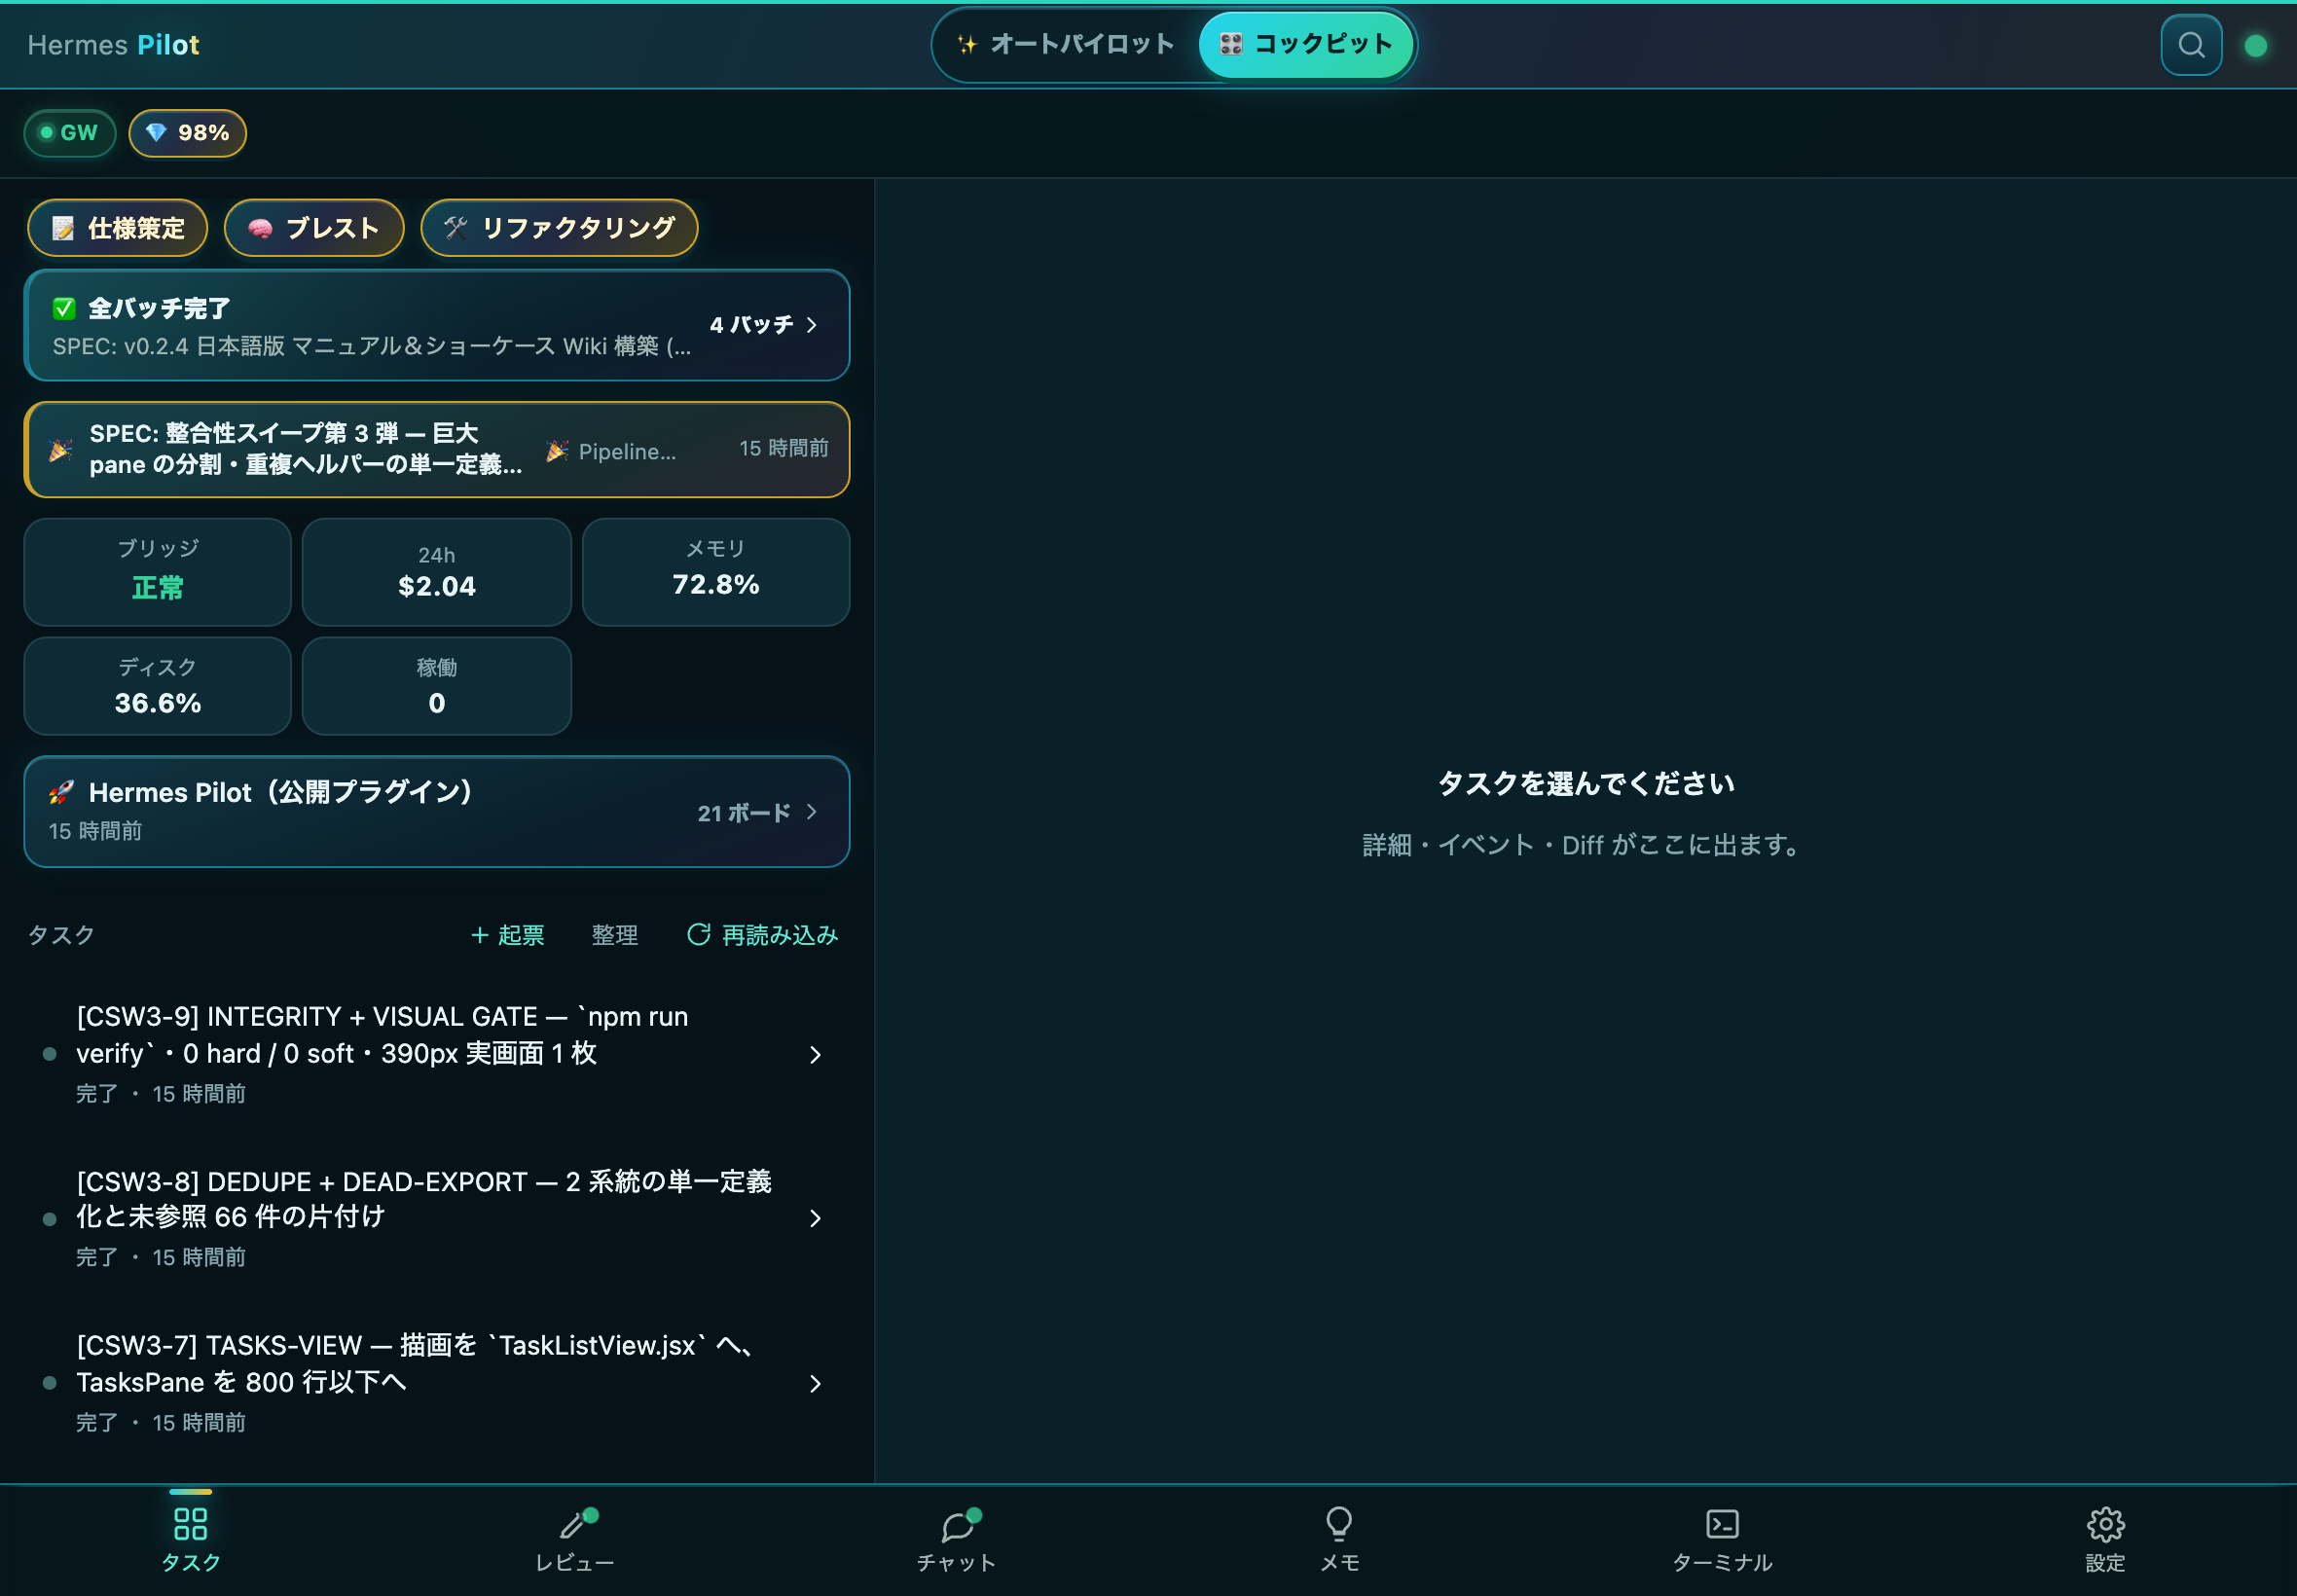 Hermes Pilot
✨ オートパイロット
🎛️ コックピット
GW
💎 98%
📝 仕様策定
🧠 ブレスト
🛠️ リファクタリング
✅ 全バッチ完了
SPEC: v0.2.4 日本語版 マニュアル＆ショーケース Wiki 構築 (...
4 バッチ
🎉 SPEC: 整合性スイープ第 3 弾 — 巨大
pane の分割・重複ヘルパーの単一定義...
🎉 Pipeline...
15 時間前
ブリッジ
正常
24h
$2.04
メモリ
72.8%
ディスク
36.6%
稼働
0
🚀 Hermes Pilot（公開プラグイン）
15 時間前
21 ボード
タスク
+ 起票
整理
再読み込み
[CSW3-9] INTEGRITY + VISUAL GATE — `npm run
verify`・0 hard / 0 soft・390px 実画面 1 枚
完了 ・ 15 時間前
[CSW3-8] DEDUPE + DEAD-EXPORT — 2 系統の単一定義
化と未参照 66 件の片付け
完了 ・ 15 時間前
[CSW3-7] TASKS-VIEW — 描画を `TaskListView.jsx` へ、
TasksPane を 800 行以下へ
完了 ・ 15 時間前
タスクを選んでください
詳細・イベント・Diff がここに出ます。
タスク
レビュー
チャット
メモ
ターミナル
設定